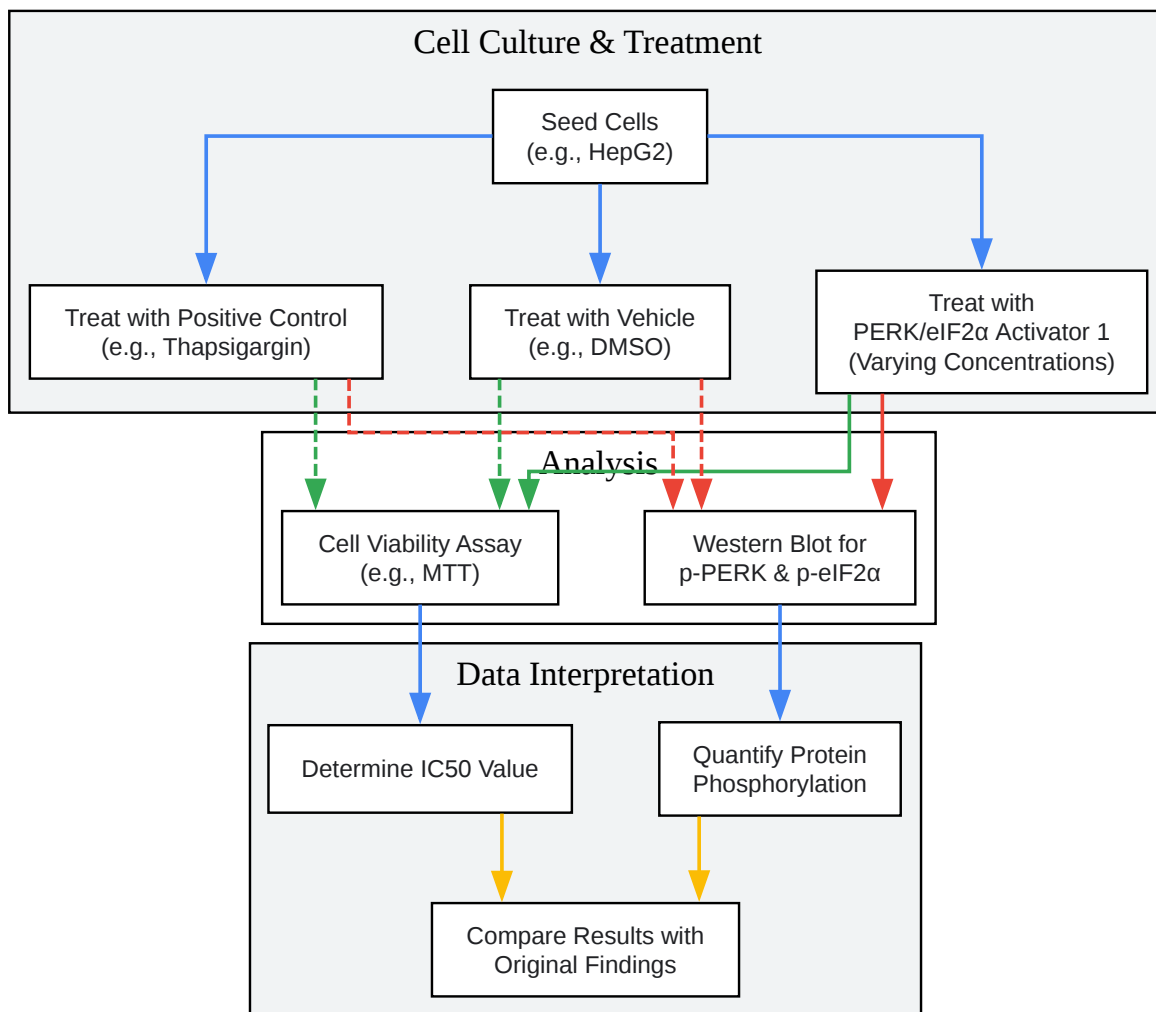 Cell Culture & Treatment
Seed Cells
(e.g., HepG2)
Treat with Positive Control
(e.g., Thapsigargin)
Treat with Vehicle
(e.g., DMSO)
Treat with
PERK/eIF2α Activator 1
(Varying Concentrations)
Analysis
Cell Viability Assay
(e.g., MTT)
Western Blot for
p-PERK & p-eIF2α
Data Interpretation
Determine IC50 Value
Quantify Protein
Phosphorylation
Compare Results with
Original Findings